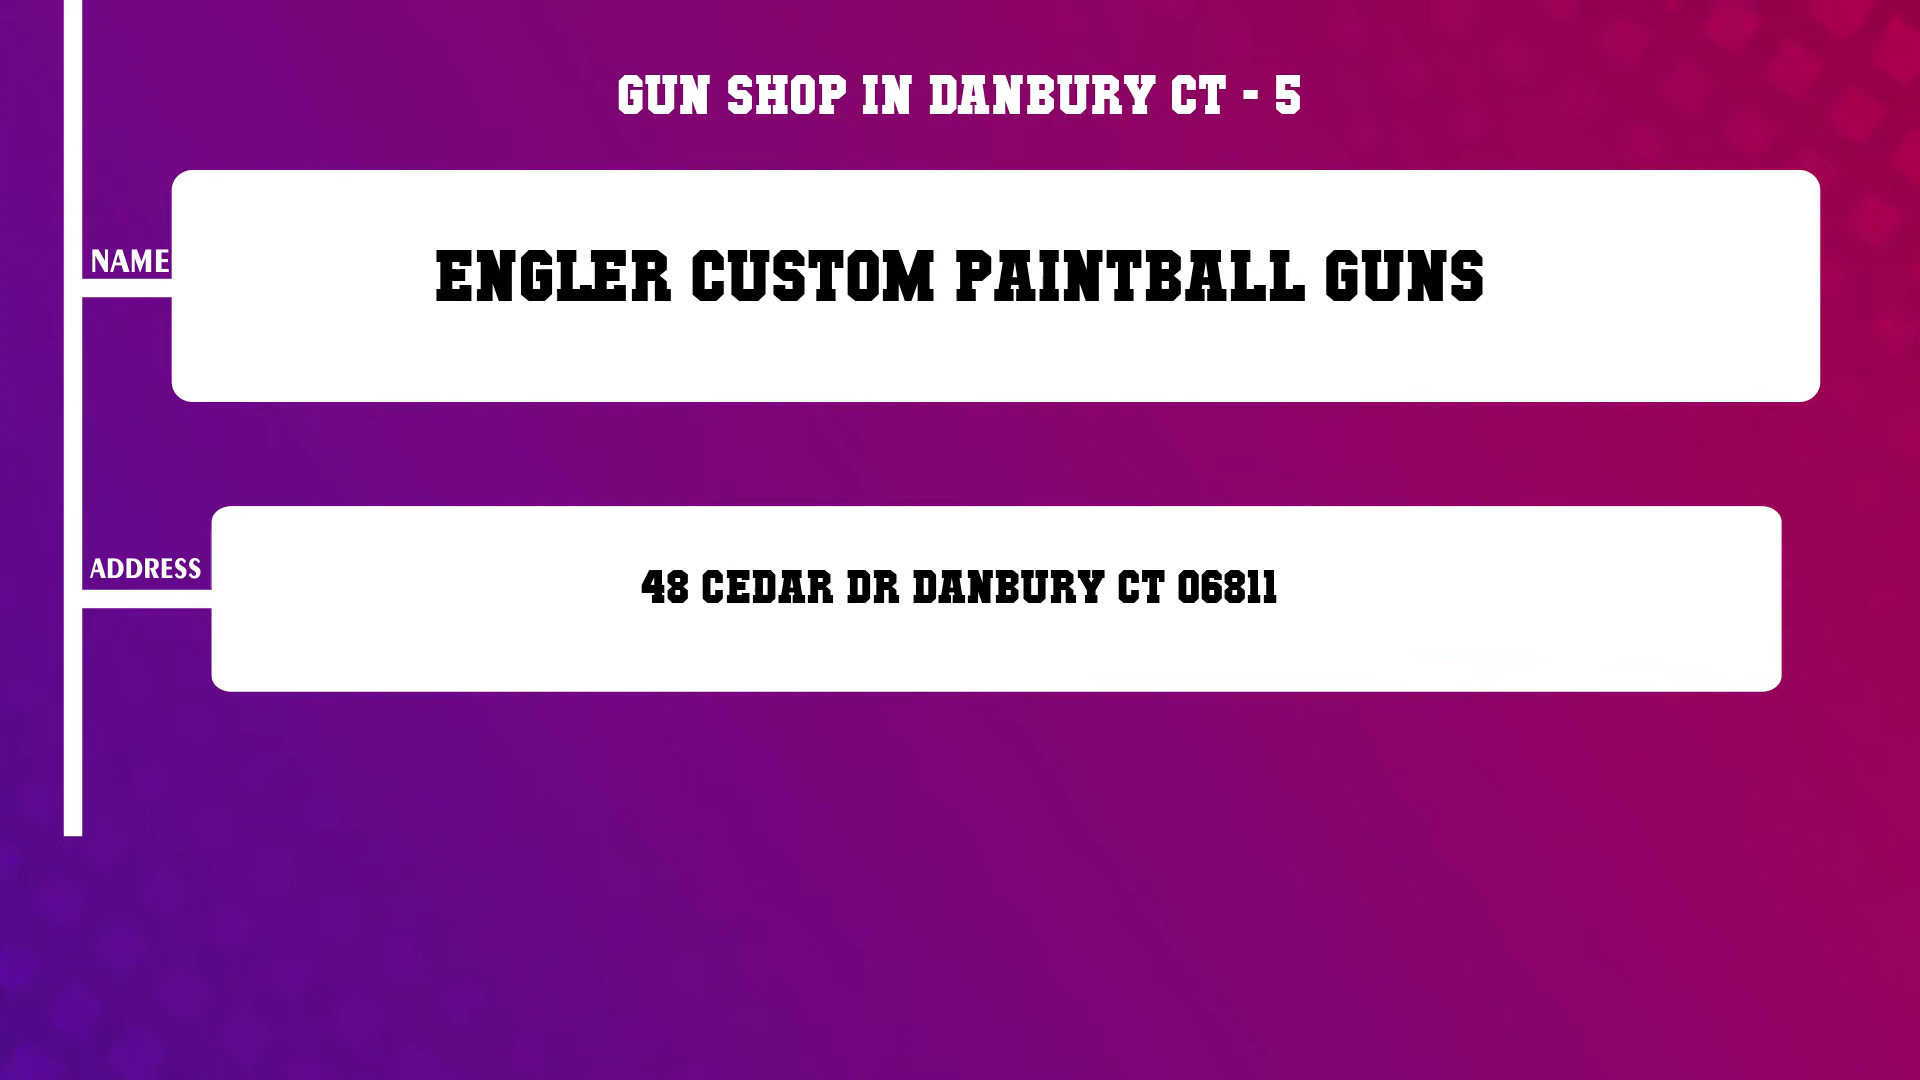 GUN SHOP IN DANBURY CT - 5
NAME
ENGLER CUSTOM PAINTBALL GUNS
ADDRESS
48 CEDAR DR DANBURY CT 06811